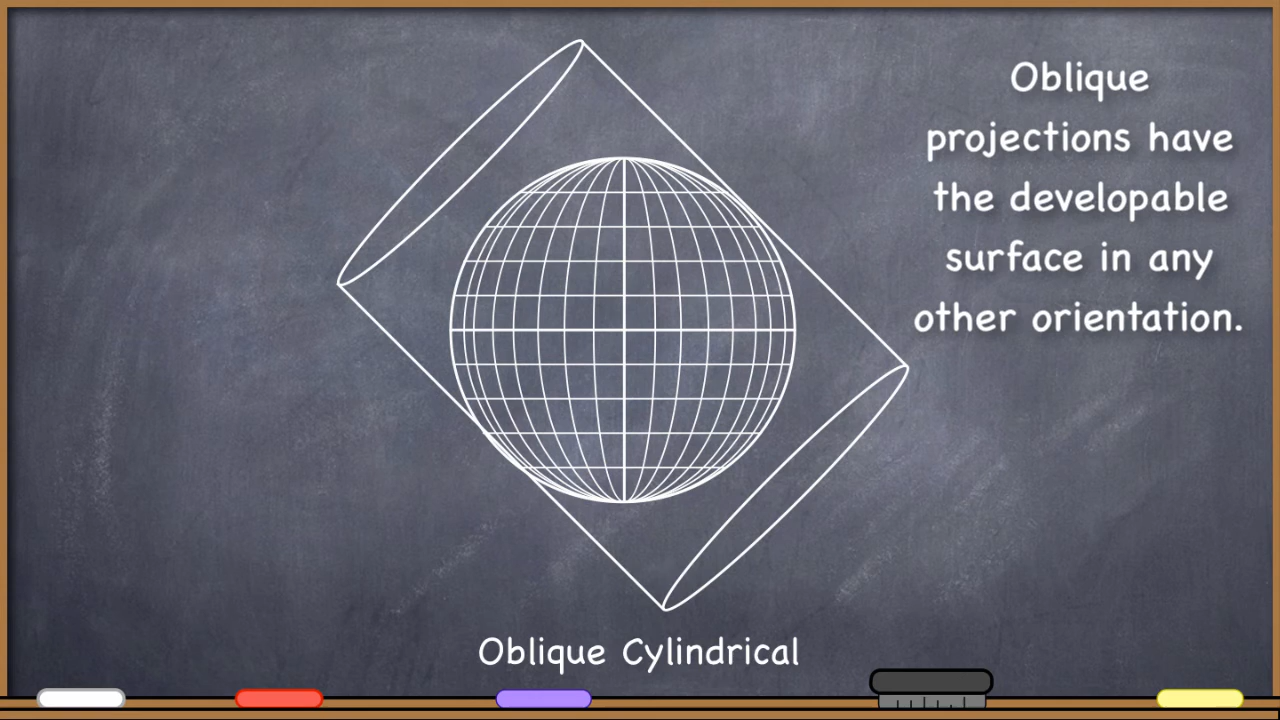 Oblique
projections have
the developable
surface in any
other orientation.
Oblique Cylindrical